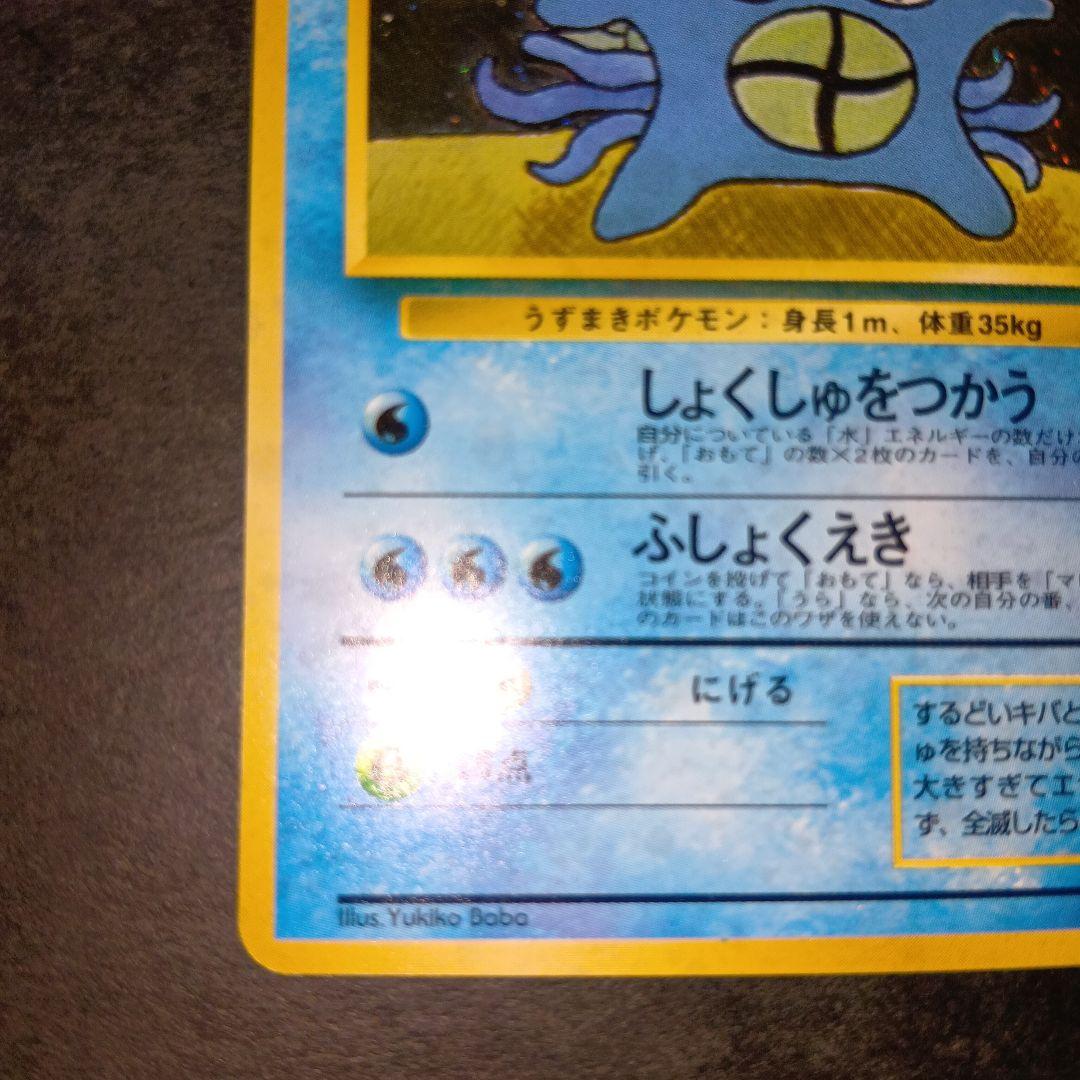 うずまきポケモン：身長1m、体重35kg
しょくしゅをつかう
自分についている「水」エネルギーの数だけ
げ、「おもて」の数×2枚のカードを、自分の
引く。
ふしょくえき
コインを投げて「おもて」なら、相手を「マ
状態にする。「うら」なら、次の自分の番、
のカードはこのワザを使えない。
にげる
点
するどいキバと
ゅを持ちながら
大きすぎてエ
ず、全滅したら
Illus. Yukiko Baba